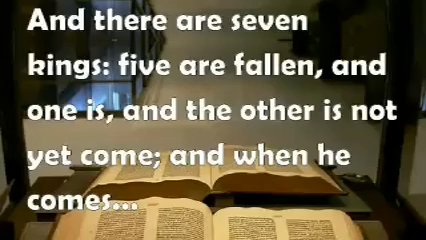 And there are seven
kings: five are fallen, and
one is, and the other is not
yet come; and when he
comes...